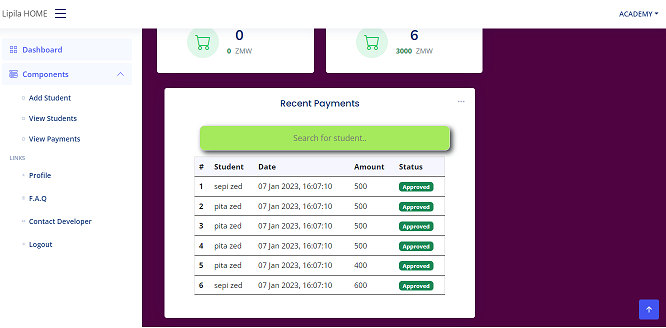 Lipila HOME
ACADEMY
Dashboard
Components
Add Student
View Students
View Payments
LINKS
Profile
F.A.Q
Contact Developer
Logout
0
0 ZMW
6
3000 ZMW
Recent Payments
...
Search for student..
# Student Date Amount Status
1 sepi zed 07 Jan 2023, 16:07:10 500 Approved
2 pita zed 07 Jan 2023, 16:07:10 500 Approved
3 pita zed 07 Jan 2023, 16:07:10 500 Approved
4 pita zed 07 Jan 2023, 16:07:10 500 Approved
5 pita zed 07 Jan 2023, 16:07:10 400 Approved
6 sepi zed 07 Jan 2023, 16:07:10 600 Approved